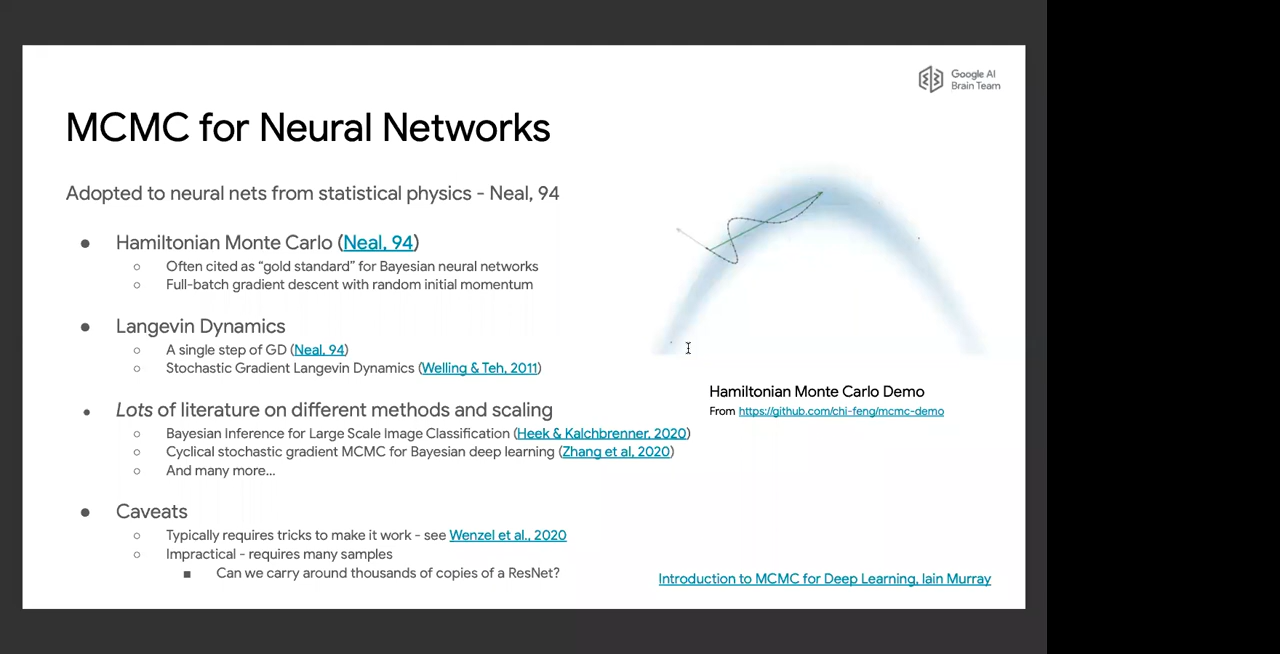 Google AI
Brain Team
MCMC for Neural Networks
Adopted to neural nets from statistical physics - Neal, 94
● Hamiltonian Monte Carlo (Neal, 94)
○ Often cited as “gold standard” for Bayesian neural networks
○ Full-batch gradient descent with random initial momentum
● Langevin Dynamics
○ A single step of GD (Neal, 94)
○ Stochastic Gradient Langevin Dynamics (Welling & Teh, 2011)
● Lots of literature on different methods and scaling
○ Bayesian Inference for Large Scale Image Classification (Heek & Kalchbrenner, 2020)
○ Cyclical stochastic gradient MCMC for Bayesian deep learning (Zhang et al, 2020)
○ And many more...
● Caveats
○ Typically requires tricks to make it work - see Wenzel et al., 2020
○ Impractical - requires many samples
■ Can we carry around thousands of copies of a ResNet?
Hamiltonian Monte Carlo Demo
From https://github.com/chi-feng/mcmc-demo
Introduction to MCMC for Deep Learning, Iain Murray